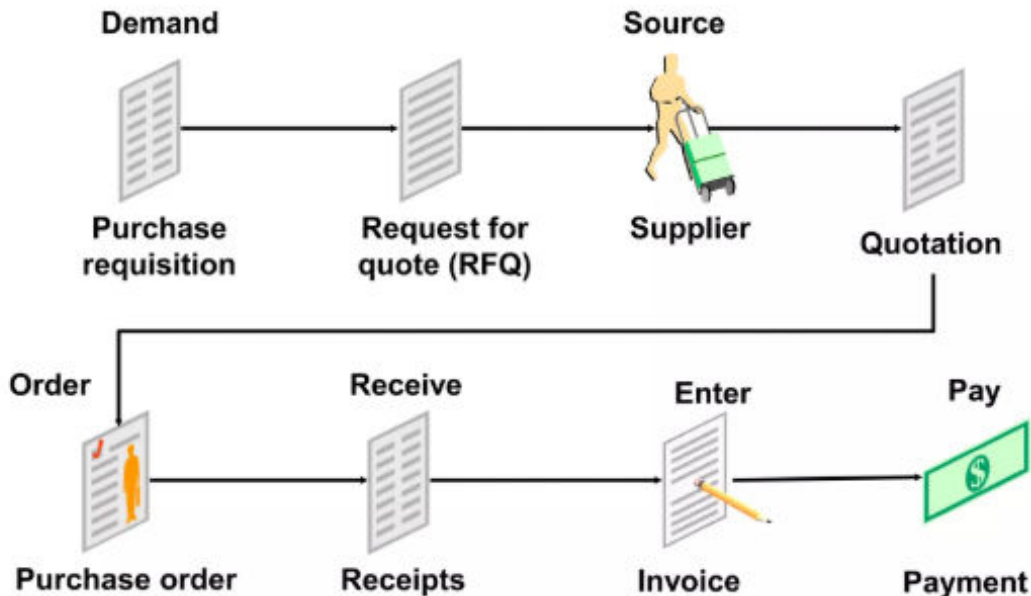 Demand
Source
Purchase
requisition
Request for
quote (RFQ)
Supplier
Quotation
Order
Receive
Enter
Pay
$
Purchase order
Receipts
Invoice
Payment